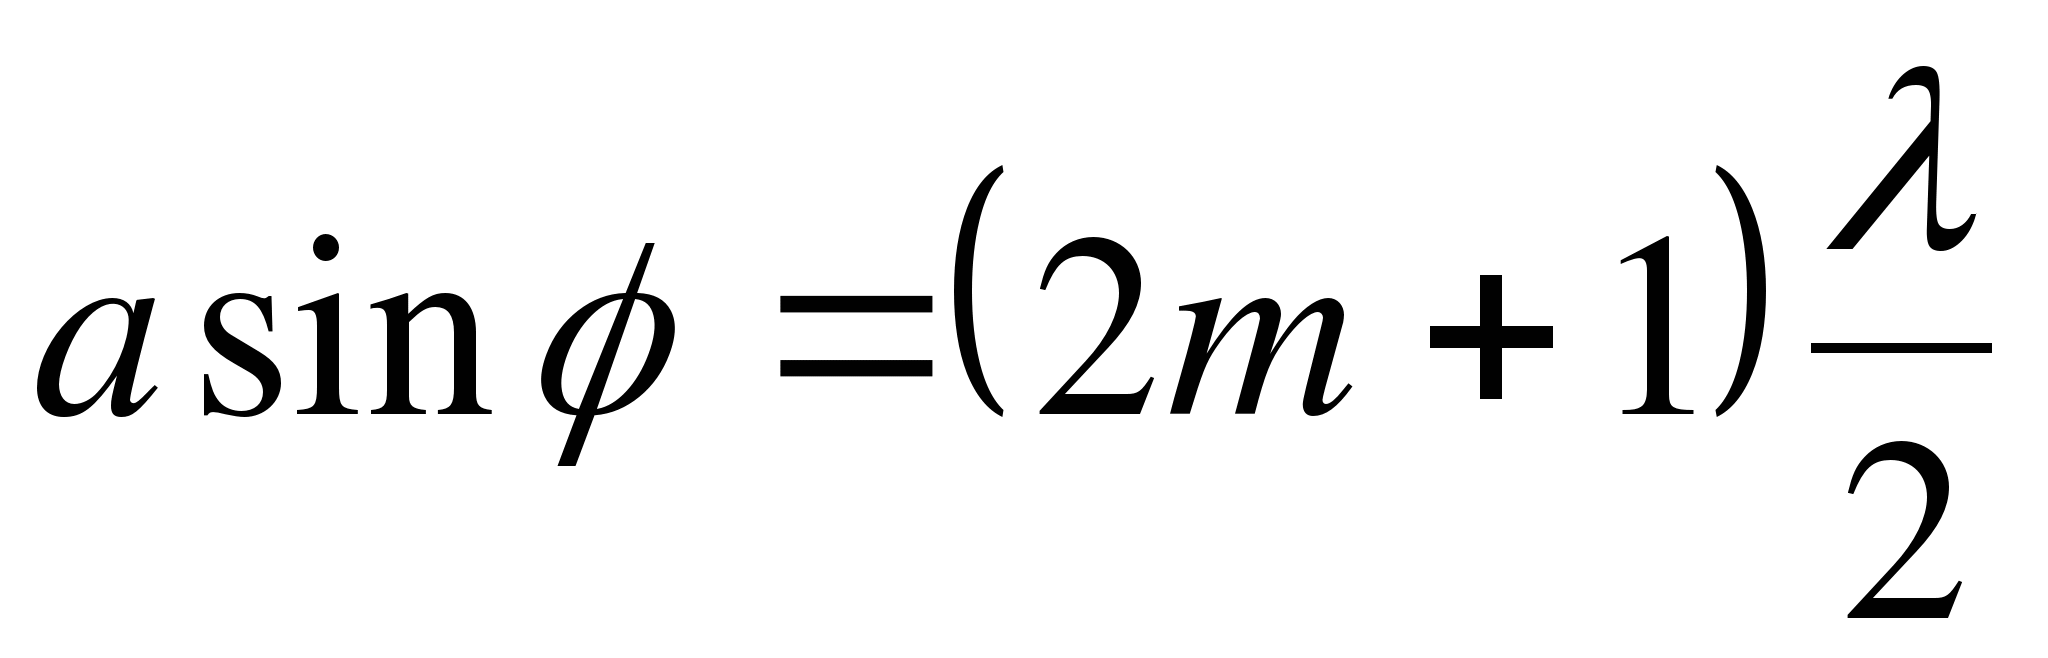 a sin ϕ = (2m + 1) λ/2